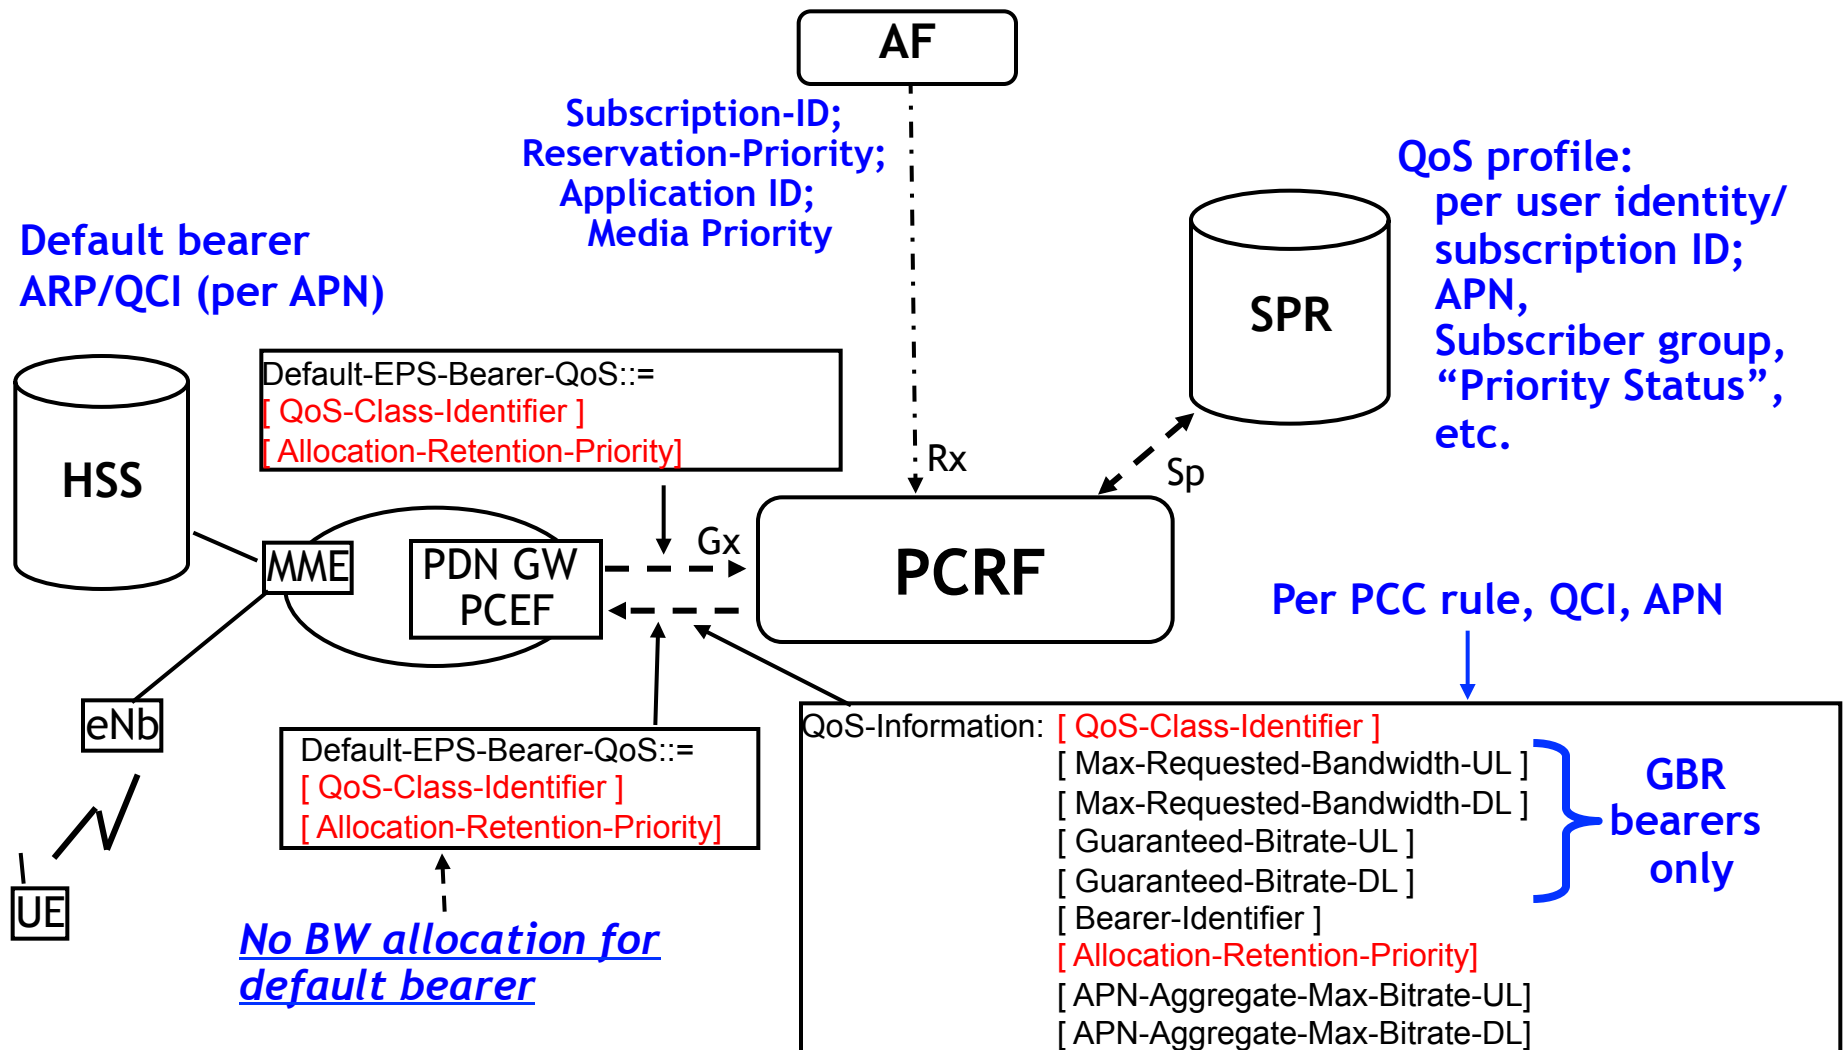 AF
Subscription-ID;
Reservation-Priority;
Application ID;
Media Priority
QoS profile:
per user identity/
subscription ID;
APN,
Subscriber group,
“Priority Status”,
etc.
Default bearer
ARP/QCI (per APN)
SPR
Default-EPS-Bearer-QoS::=
[ QoS-Class-Identifier ]
[ Allocation-Retention-Priority]
HSS
Rx
Sp
Gx
MME
PDN GW
PCEF
PCRF
Per PCC rule, QCI, APN
eNb
Default-EPS-Bearer-QoS::=
[ QoS-Class-Identifier ]
[ Allocation-Retention-Priority]
QoS-Information: [ QoS-Class-Identifier ]
[ Max-Requested-Bandwidth-UL ]
[ Max-Requested-Bandwidth-DL ]
[ Guaranteed-Bitrate-UL ]
[ Guaranteed-Bitrate-DL ]
[ Bearer-Identifier ]
[ Allocation-Retention-Priority]
[ APN-Aggregate-Max-Bitrate-UL]
[ APN-Aggregate-Max-Bitrate-DL]
GBR
bearers
only
UE
No BW allocation for
default bearer